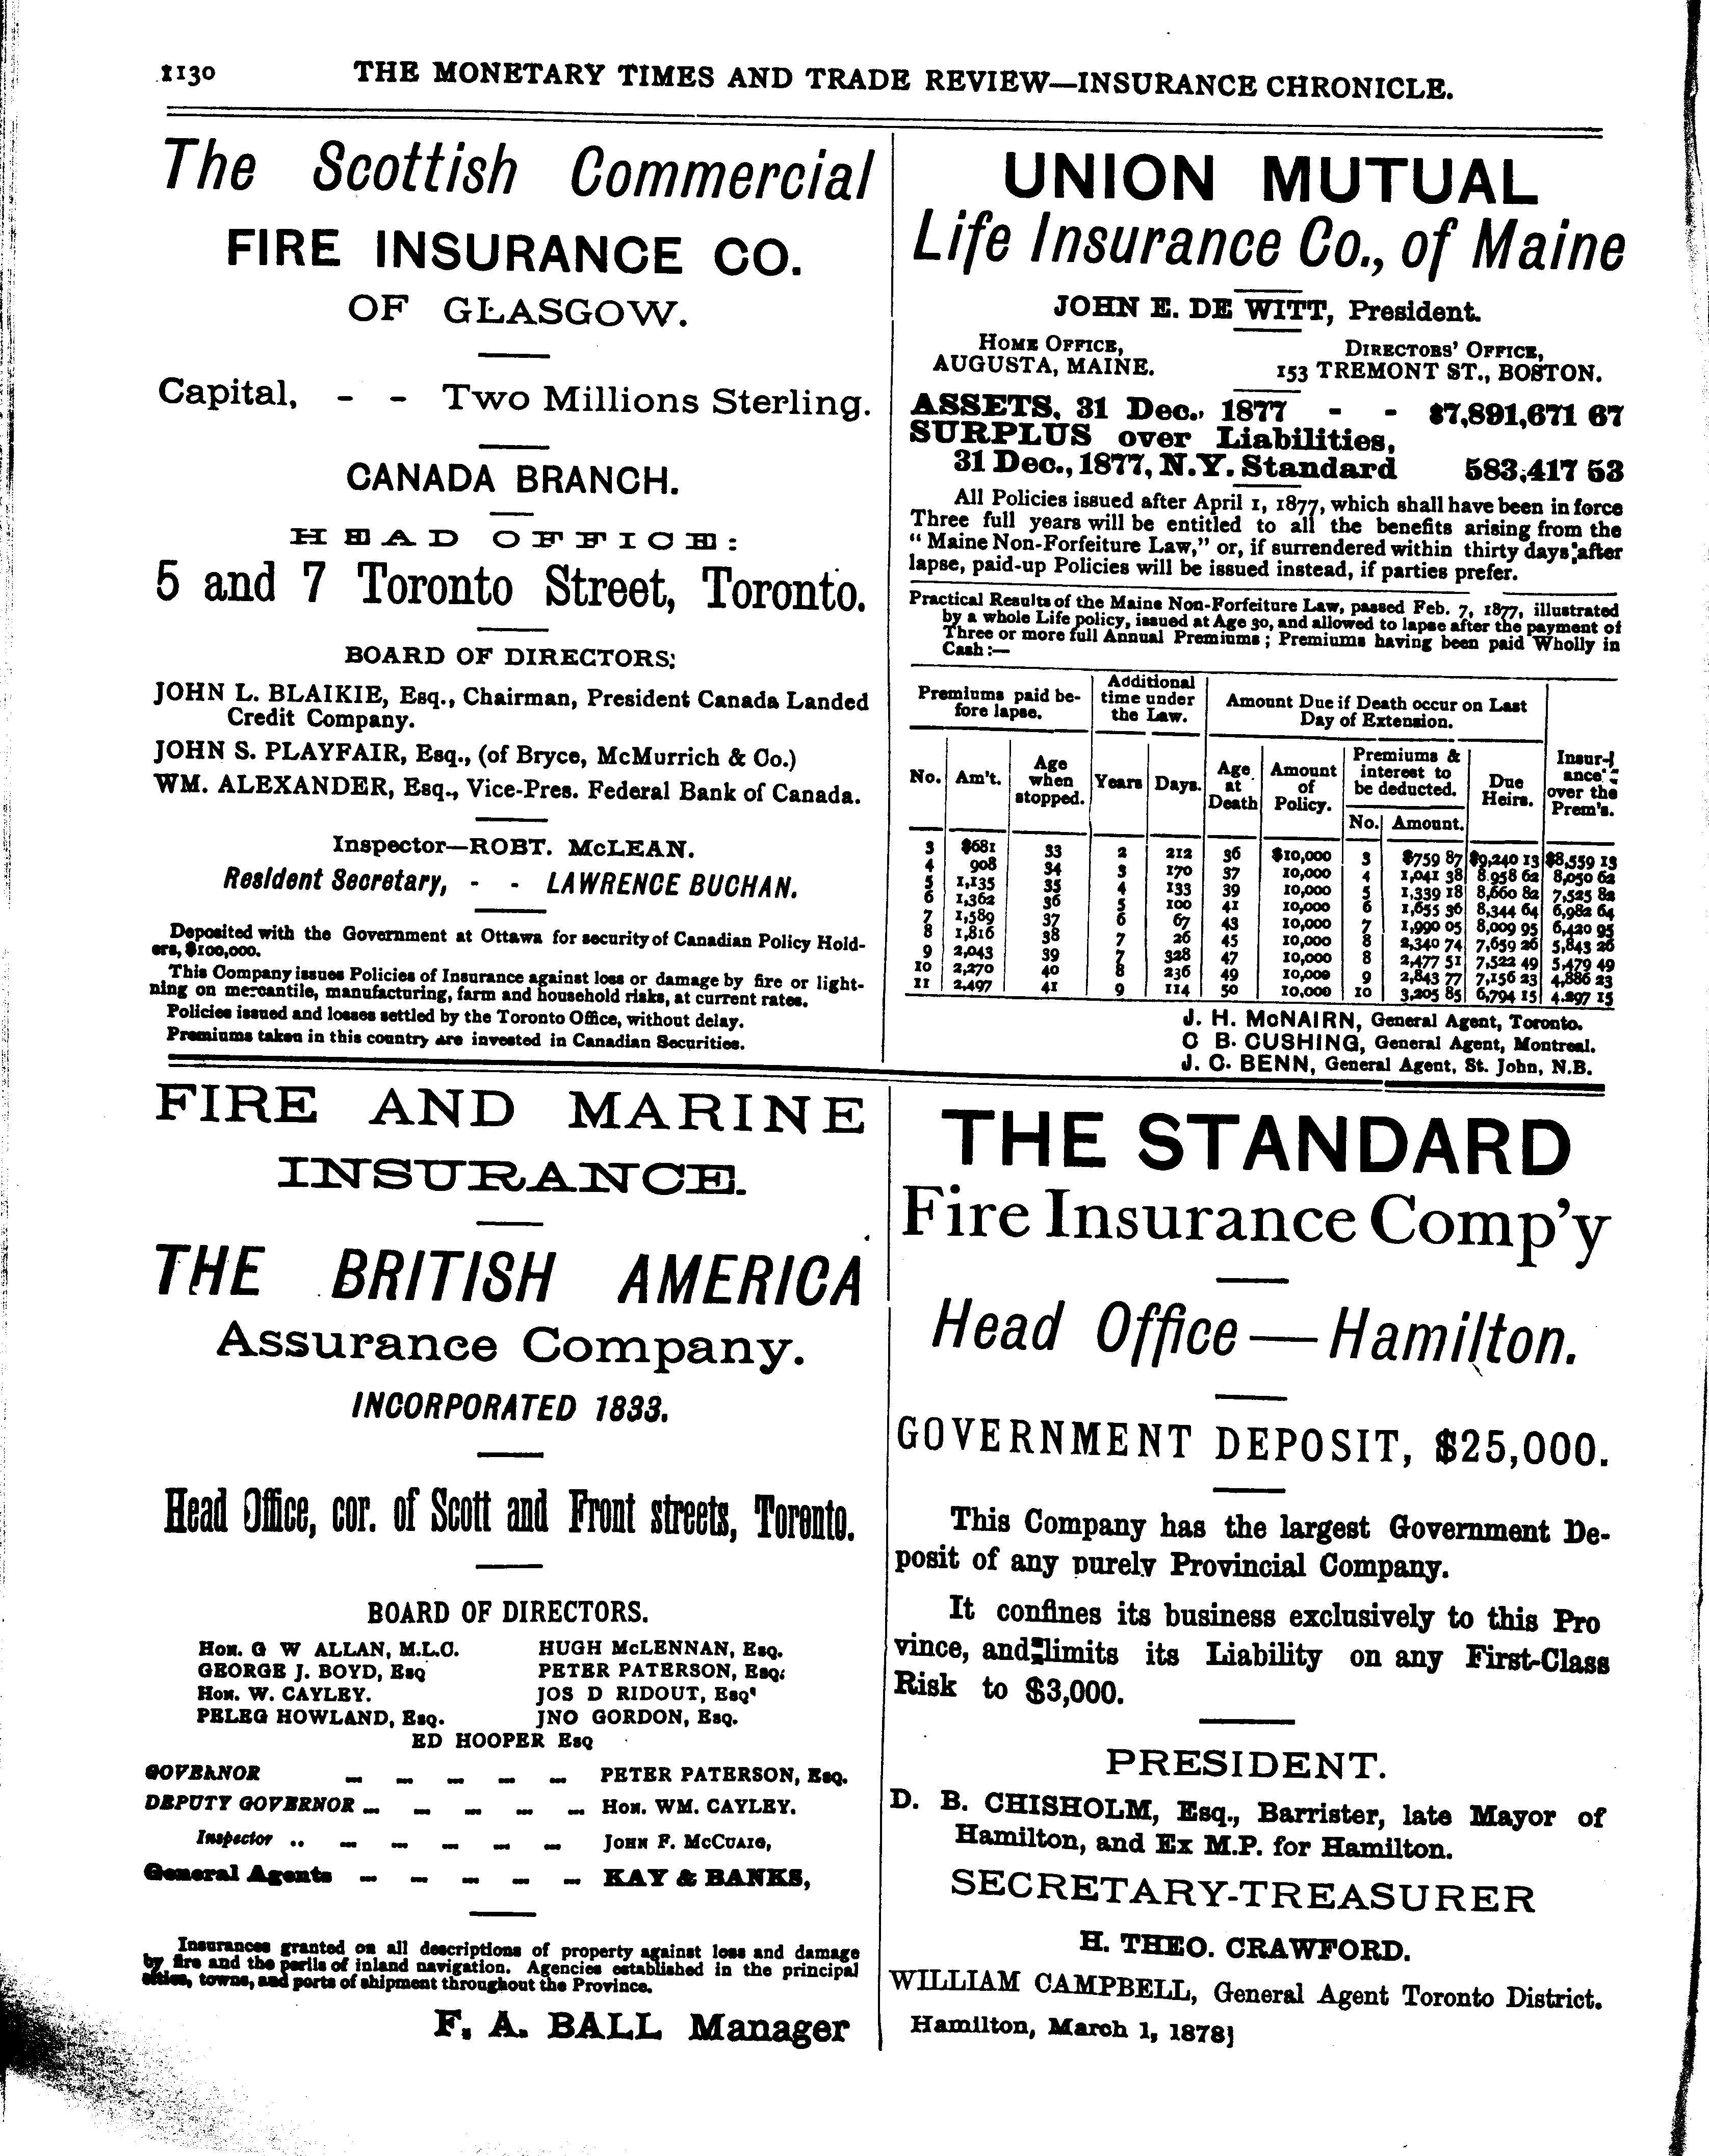 1130 THE MONETARY TIMES AND TRADE REVIEW—INSURANCE CHRONICLE.
The Scottish Commercial
FIRE INSURANCE CO.
OF GLASGOW.
Capital, - - Two Millions Sterling.
CANADA BRANCH.
HEAD OFFICE:
5 and 7 Toronto Street, Toronto.
BOARD OF DIRECTORS:
JOHN L. BLAIKIE, Esq., Chairman, President Canada Landed
Credit Company.
JOHN S. PLAYFAIR, Esq., (of Bryce, McMurrich & Co.)
WM. ALEXANDER, Esq., Vice-Pres. Federal Bank of Canada.
Inspector—ROBT. McLEAN.
Resident Secretary, - - LAWRENCE BUCHAN.
Deposited with the Government at Ottawa for security of Canadian Policy Hold-
ers, $100,000.
This Company issues Policies of Insurance against loss or damage by fire or light-
ning on mercantile, manufacturing, farm and household risks, at current rates.
Policies issued and losses settled by the Toronto Office, without delay.
Premiums taken in this country are invested in Canadian Securities.
UNION MUTUAL
Life Insurance Co., of Maine
JOHN E. DE WITT, President.
HOME OFFICE, DIRECTORS' OFFICE,
AUGUSTA, MAINE. 153 TREMONT ST., BOSTON.
ASSETS, 31 Dec., 1877 - - $7,891,671 67
SURPLUS over Liabilities,
31 Dec., 1877, N.Y. Standard 583,417 53
All Policies issued after April 1, 1877, which shall have been in force
Three full years will be entitled to all the benefits arising from the
"Maine Non-Forfeiture Law," or, if surrendered within thirty days after
lapse, paid-up Policies will be issued instead, if parties prefer.
Practical Results of the Maine Non-Forfeiture Law, passed Feb. 7, 1877, illustrated
by a whole Life policy, issued at Age 30, and allowed to lapse after the payment of
Three or more full Annual Premiums; Premiums having been paid Wholly in
Cash:—
Premiums paid be-
fore lapse.
Additional
time under
the Law.
Amount Due if Death occur on Last
Day of Extension.
Insur-
ance
over the
Prem's.
No. Am't. Age when stopped. Years Days. Age at Death Amount of Policy. Premiums & interest to be deducted. Due Heirs.
No. Amount.
3 $681 33 2 212 36 $10,000 3 $759 87 $9,240 13 $8,559 13
4 908 34 3 170 37 10,000 4 1,041 38 8,958 62 8,050 62
5 1,135 35 4 133 39 10,000 5 1,339 18 8,660 82 7,525 82
6 1,362 36 5 100 41 10,000 6 1,655 36 8,344 64 6,982 64
7 1,589 37 6 67 43 10,000 7 1,990 05 8,009 95 6,420 95
8 1,816 38 7 26 45 10,000 8 2,340 74 7,659 26 5,843 26
9 2,043 39 7 328 47 10,000 8 2,477 51 7,522 49 5,479 49
10 2,270 40 8 236 49 10,000 9 2,843 77 7,156 23 4,886 23
11 2,497 41 9 114 50 10,000 10 3,205 85 6,794 15 4.297 15
J. H. McNAIRN, General Agent, Toronto.
C B. CUSHING, General Agent, Montreal.
J. C. BENN, General Agent, St. John, N.B.
FIRE AND MARINE
INSURANCE.
THE BRITISH AMERICA
Assurance Company.
INCORPORATED 1833.
Head Office, cor. of Scott and Front streets, Toronto.
BOARD OF DIRECTORS.
HON. G W ALLAN, M.L.C. HUGH McLENNAN, ESQ.
GEORGE J. BOYD, ESQ PETER PATERSON, ESQ.
HON. W. CAYLEY. JOS D RIDOUT, ESQ
PELEG HOWLAND, ESQ. JNO GORDON, ESQ.
ED HOOPER ESQ
GOVERNOR – – – – – PETER PATERSON, ESQ.
DEPUTY GOVERNOR – – – – – HON. WM. CAYLEY.
Inspector .. – – – – – JOHN F. McCUAIG,
General Agents – – – – – KAY & BANKS,
Insurances granted on all descriptions of property against loss and damage
by fire and the perils of inland navigation. Agencies established in the principal
cities, towns, and ports of shipment throughout the Province.
F. A. BALL Manager
THE STANDARD
Fire Insurance Comp'y
Head Office—Hamilton.
GOVERNMENT DEPOSIT, $25,000.
This Company has the largest Government De-
posit of any purely Provincial Company.
It confines its business exclusively to this Pro
vince, and limits its Liability on any First-Class
Risk to $3,000.
PRESIDENT.
D. B. CHISHOLM, Esq., Barrister, late Mayor of
Hamilton, and Ex M.P. for Hamilton.
SECRETARY-TREASURER
H. THEO. CRAWFORD.
WILLIAM CAMPBELL, General Agent Toronto District.
Hamilton, March 1, 1878]